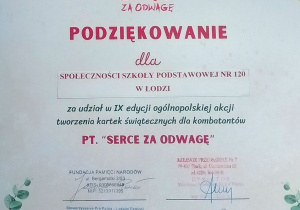 ZA ODWAGĘ
PODZIĘKOWANIE
dla
SPOŁECZNOŚCI SZKOŁY PODSTAWOWEJ NR 120
W ŁODZI
za udział w IX edycji ogólnopolskiej akcji
tworzenia kartek świątecznych dla kombatantów
PT. "SERCE ZA ODWAGĘ"
FUNDACJA PAMIĘCI NARODÓW